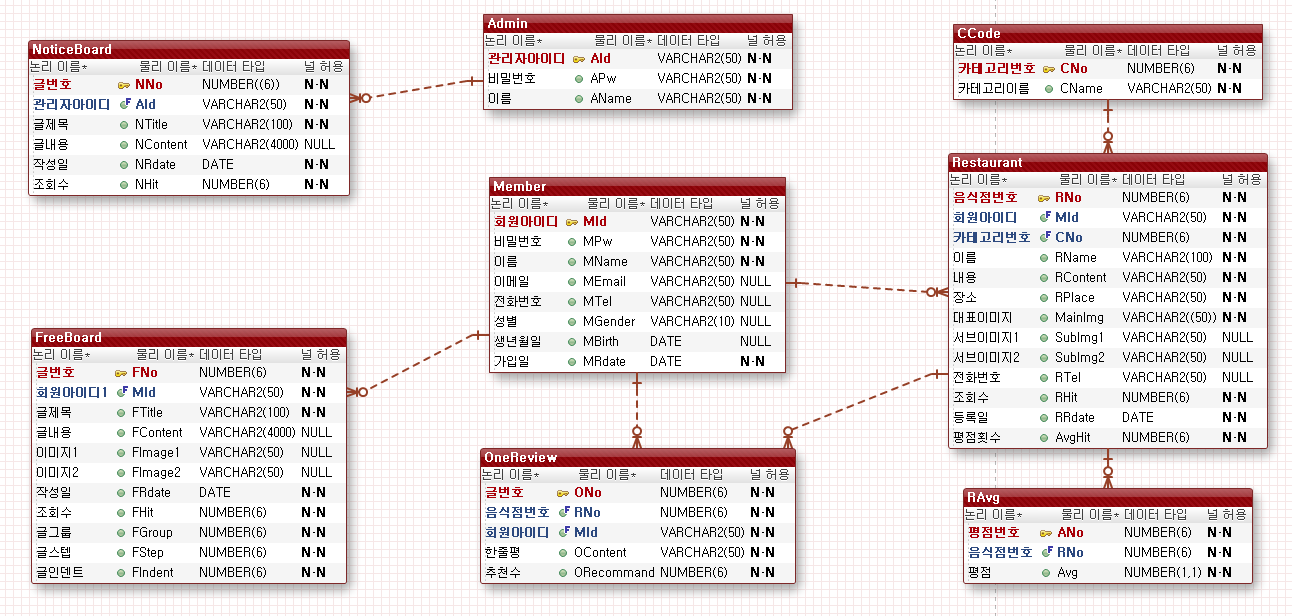 NoticeBoard
논리 이름* 물리 이름* 데이터 타입 널 허용
글번호 NNo NUMBER((6)) N-N
관리자아이디 AId VARCHAR2(50) N-N
글제목 NTitle VARCHAR2(100) N-N
글내용 NContent VARCHAR2(4000) NULL
작성일 NRdate DATE N-N
조회수 NHit NUMBER(6) N-N
Admin
논리 이름* 물리 이름* 데이터 타입 널 허용
관리자아이디 AId VARCHAR2(50) N-N
비밀번호 APw VARCHAR2(50) N-N
이름 AName VARCHAR2(50) N-N
CCode
논리 이름* 물리 이름* 데이터 타입 널 허용
카테고리번호 CNo NUMBER(6) N-N
카테고리이름 CName VARCHAR2(50) N-N
Member
논리 이름* 물리 이름* 데이터 타입 널 허용
회원아이디 MId VARCHAR2(50) N-N
비밀번호 MPw VARCHAR2(50) N-N
이름 MName VARCHAR2(50) N-N
이메일 MEmail VARCHAR2(50) NULL
전화번호 MTel VARCHAR2(50) NULL
성별 MGender VARCHAR2(10) NULL
생년월일 MBirth DATE NULL
가입일 MRdate DATE N-N
Restaurant
논리 이름* 물리 이름* 데이터 타입 널 허용
음식점번호 RNo NUMBER(6) N-N
회원아이디 MId VARCHAR2(50) N-N
카테고리번호 CNo NUMBER(6) N-N
이름 RName VARCHAR2(100) N-N
내용 RContent VARCHAR2(50) N-N
장소 RPlace VARCHAR2(50) N-N
대표이미지 MainImg VARCHAR2((50)) N-N
서브이미지1 SubImg1 VARCHAR2(50) NULL
서브이미지2 SubImg2 VARCHAR2(50) NULL
전화번호 RTel VARCHAR2(50) NULL
조회수 RHit NUMBER(6) N-N
등록일 RRdate DATE N-N
평점횟수 AvgHit NUMBER(6) N-N
FreeBoard
논리 이름* 물리 이름* 데이터 타입 널 허용
글번호 FNo NUMBER(6) N-N
회원아이디1 MId VARCHAR2(50) N-N
글제목 FTitle VARCHAR2(100) N-N
글내용 FContent VARCHAR2(4000) NULL
이미지1 FImage1 VARCHAR2(50) NULL
이미지2 FImage2 VARCHAR2(50) NULL
작성일 FRdate DATE N-N
조회수 FHit NUMBER(6) N-N
글그룹 FGroup NUMBER(6) N-N
글스텝 FStep NUMBER(6) N-N
글인덴트 FIndent NUMBER(6) N-N
OneReview
논리 이름* 물리 이름* 데이터 타입 널 허용
글번호 ONo NUMBER(6) N-N
음식점번호 RNo NUMBER(6) N-N
회원아이디 MId VARCHAR2(50) N-N
한줄평 OContent VARCHAR2(50) N-N
추천수 ORecommand NUMBER(6) N-N
RAvg
논리 이름* 물리 이름* 데이터 타입 널 허용
평점번호 ANo NUMBER(6) N-N
음식점번호 RNo NUMBER(6) N-N
평점 Avg NUMBER(1,1) N-N